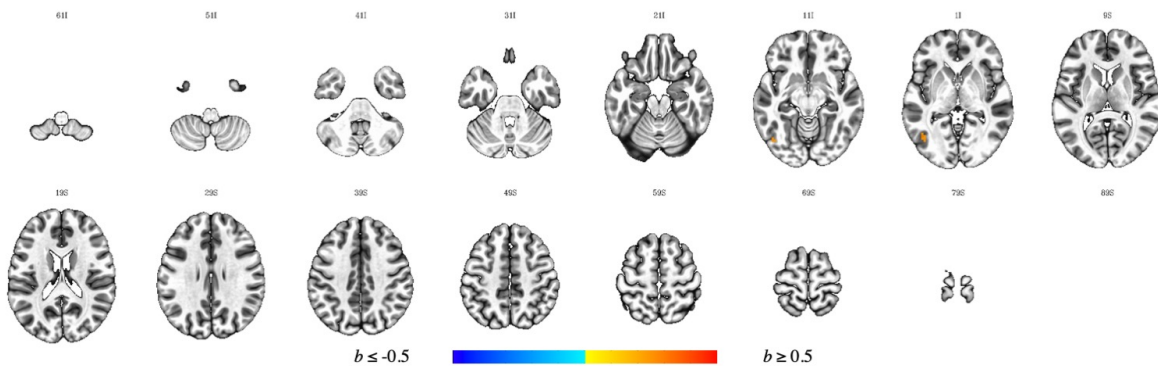 61I 51I 41I 31I 21I 11I 1I 9S
19S 29S 39S 49S 59S 69S 79S 89S
b ≤ -0.5 b ≥ 0.5